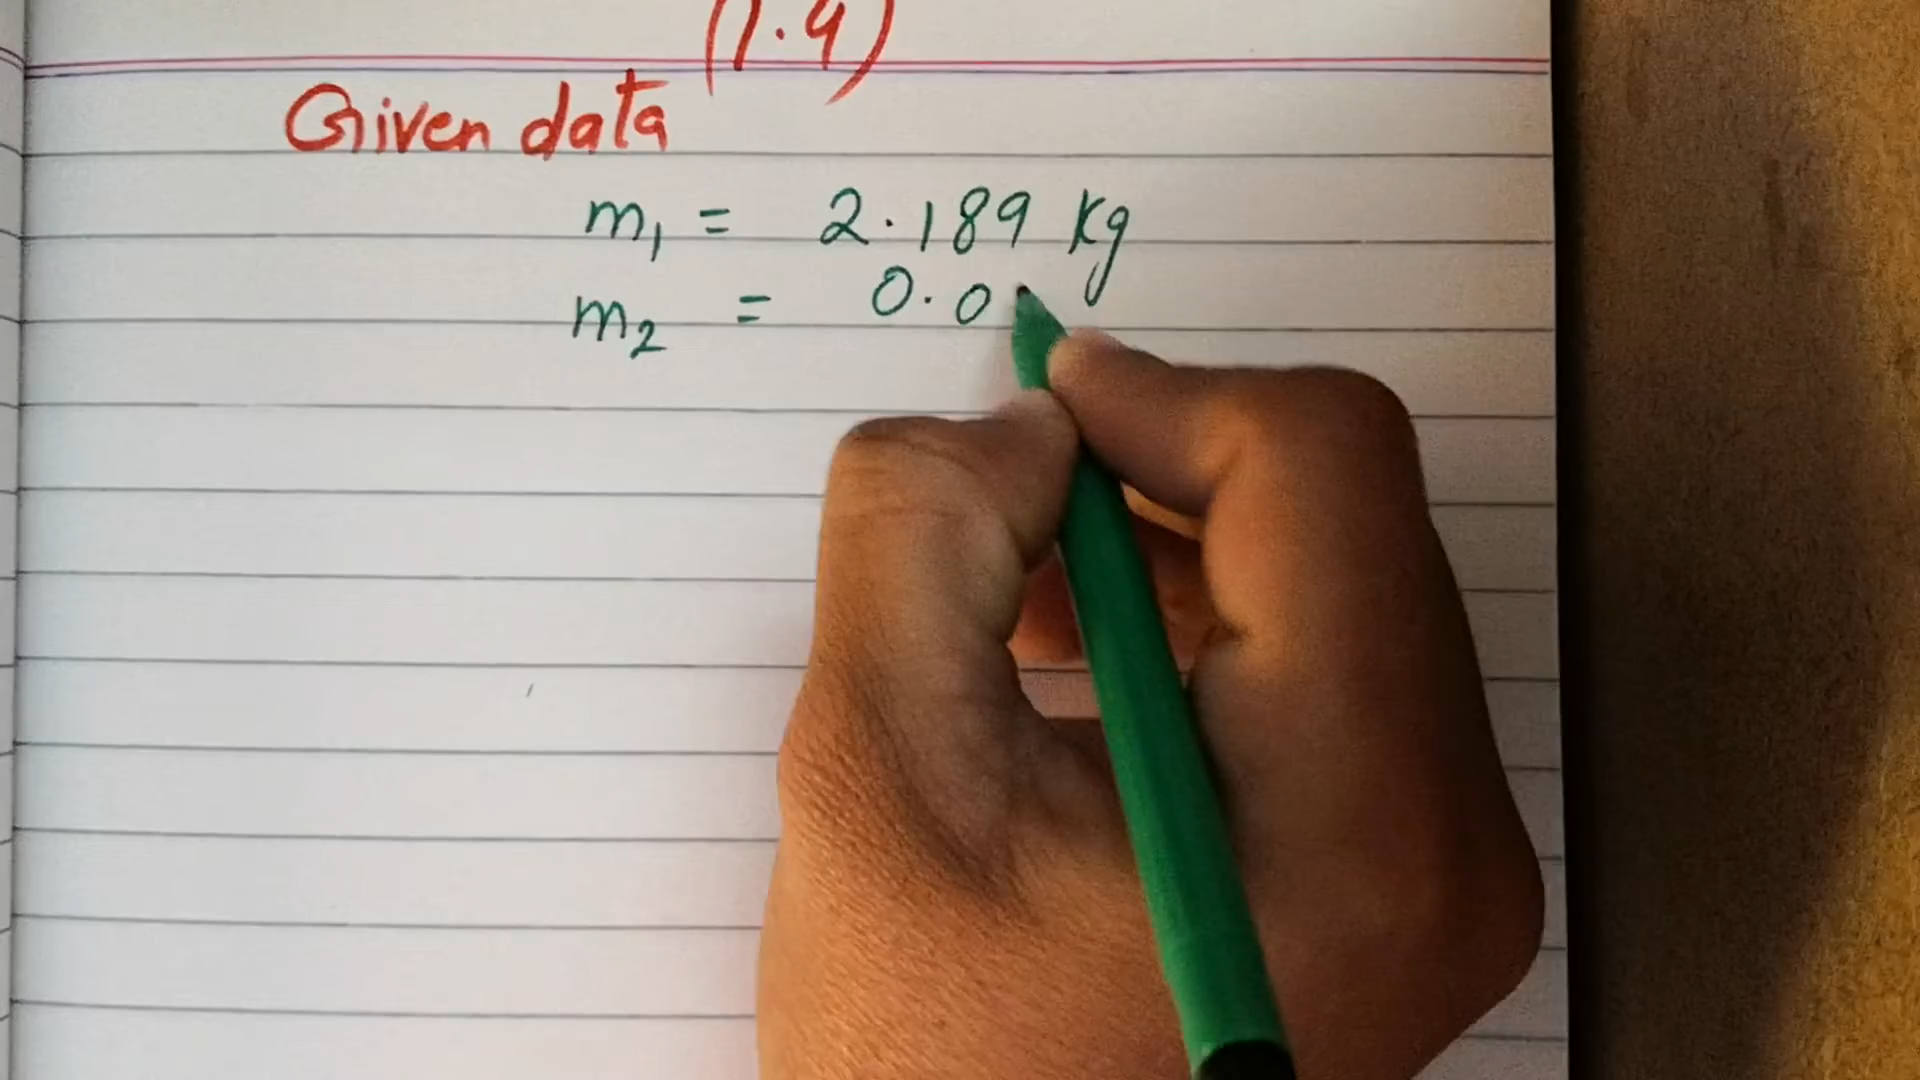 (1.4)
Given data
m₁ = 2.189 kg
m₂ = 0.0